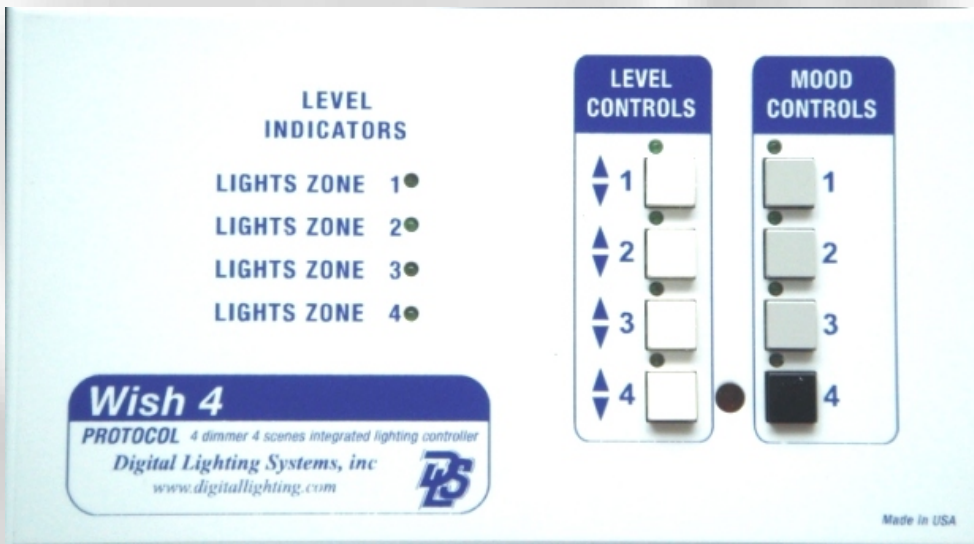 LEVEL
INDICATORS
LIGHTS ZONE 1
LIGHTS ZONE 2
LIGHTS ZONE 3
LIGHTS ZONE 4
LEVEL
CONTROLS
1
2
3
4
MOOD
CONTROLS
1
2
3
4
Wish 4
PROTOCOL 4 dimmer 4 scenes integrated lighting controller
Digital Lighting Systems, inc
www.digitallighting.com
DLS
Made in USA